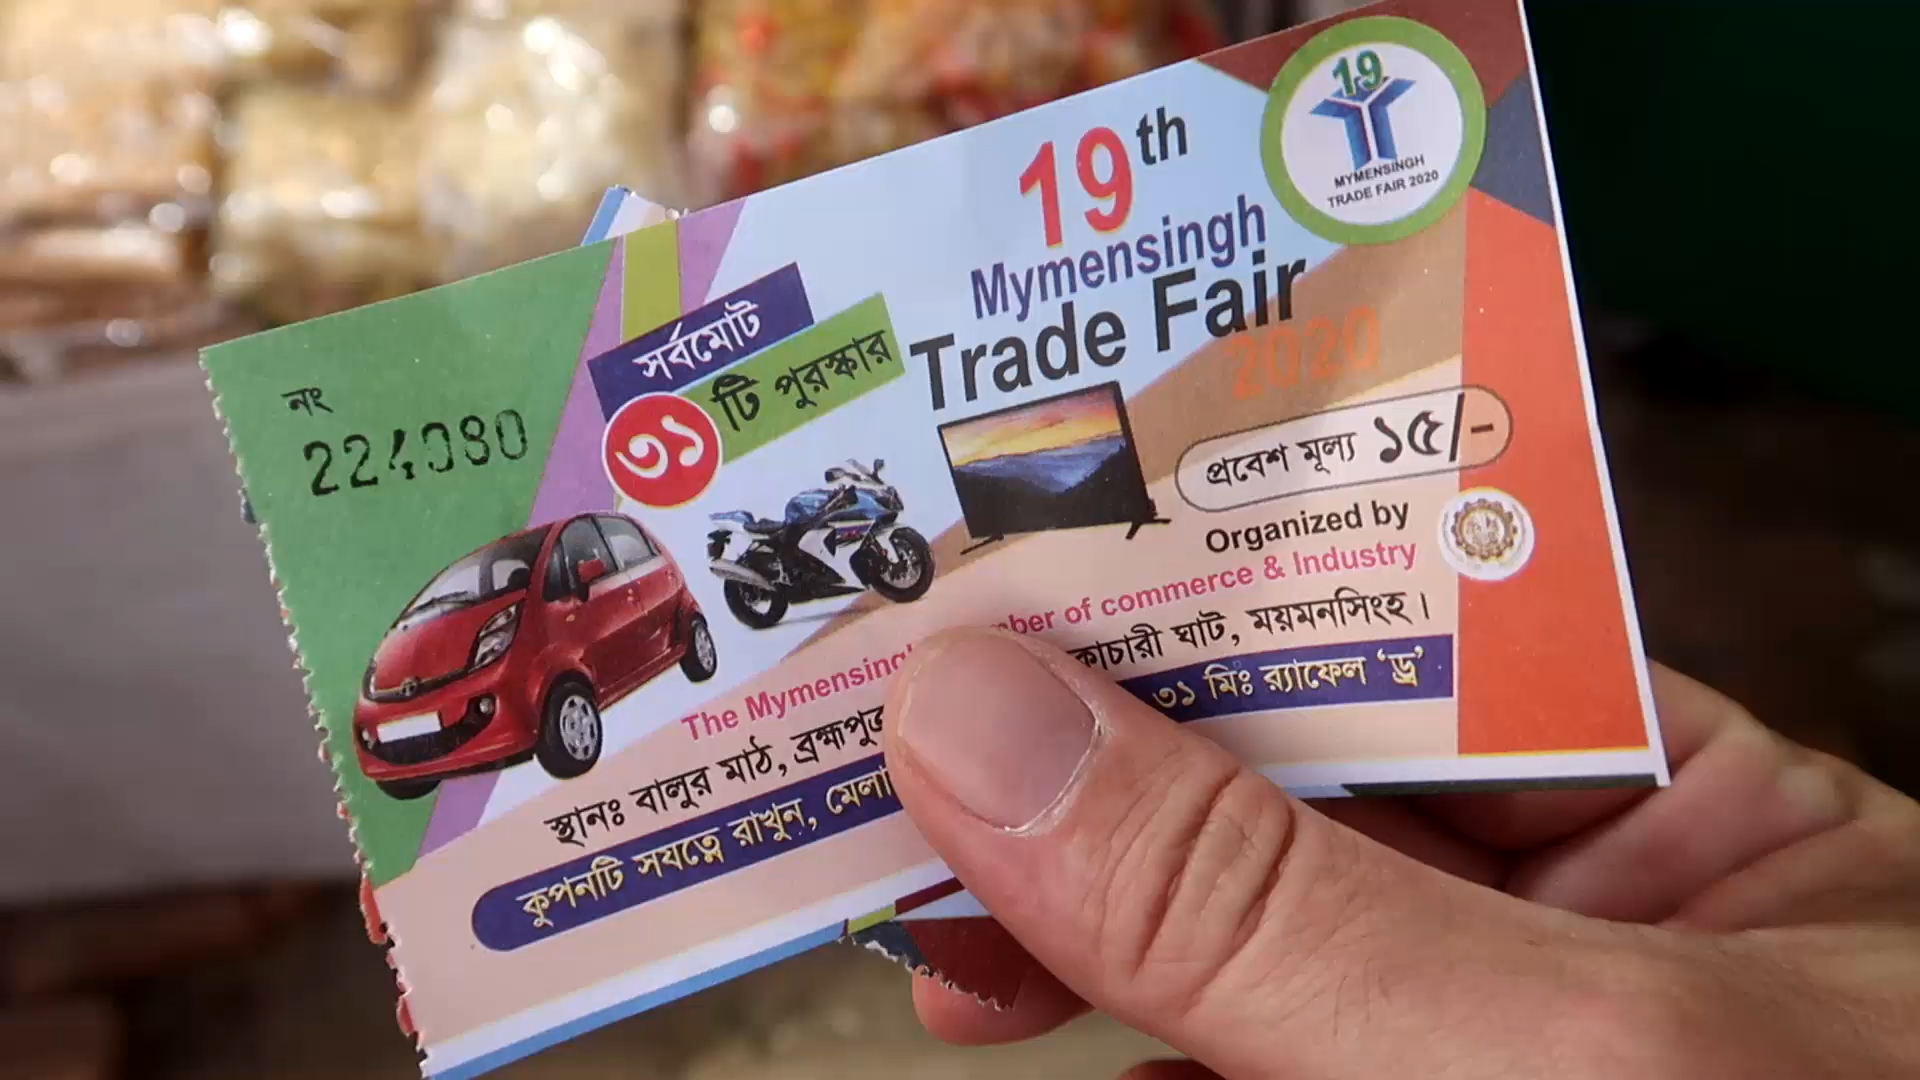 নং
224080
সর্বমোট
৩১ টি পুরস্কার
19th
Mymensingh
Trade Fair
2020
19
MYMENSINGH
TRADE FAIR 2020
প্রবেশ মূল্য ১৫/-
Organized by
The Mymensingh commerce & Industry
স্থানঃ বালুর মাঠ, ব্রহ্মপুত্র ঘাট, ময়মনসিংহ।
কুপনটি সযত্নে রাখুন, মেলা ৩১ মিঃ র‍্যাফেল ‘ড্র’